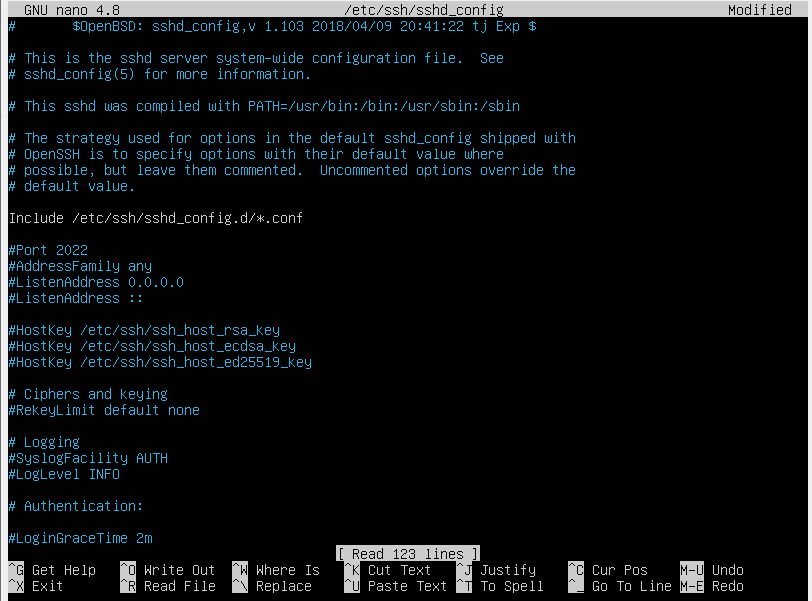 GNU nano 4.8 /etc/ssh/sshd_config Modified
# $OpenBSD: sshd_config,v 1.103 2018/04/09 20:41:22 tj Exp $
# This is the sshd server system-wide configuration file.  See
# sshd_config(5) for more information.
# This sshd was compiled with PATH=/usr/bin:/bin:/usr/sbin:/sbin
# The strategy used for options in the default sshd_config shipped with
# OpenSSH is to specify options with their default value where
# possible, but leave them commented.  Uncommented options override the
# default value.
Include /etc/ssh/sshd_config.d/*.conf
#Port 2022
#AddressFamily any
#ListenAddress 0.0.0.0
#ListenAddress ::
#HostKey /etc/ssh/ssh_host_rsa_key
#HostKey /etc/ssh/ssh_host_ecdsa_key
#HostKey /etc/ssh/ssh_host_ed25519_key
# Ciphers and keying
#RekeyLimit default none
# Logging
#SyslogFacility AUTH
#LogLevel INFO
# Authentication:
#LoginGraceTime 2m
[ Read 123 lines ]
^G Get Help ^O Write Out ^W Where Is ^K Cut Text ^J Justify ^C Cur Pos M-U Undo
^X Exit ^R Read File ^\ Replace ^U Paste Text ^T To Spell ^_ Go To Line M-E Redo